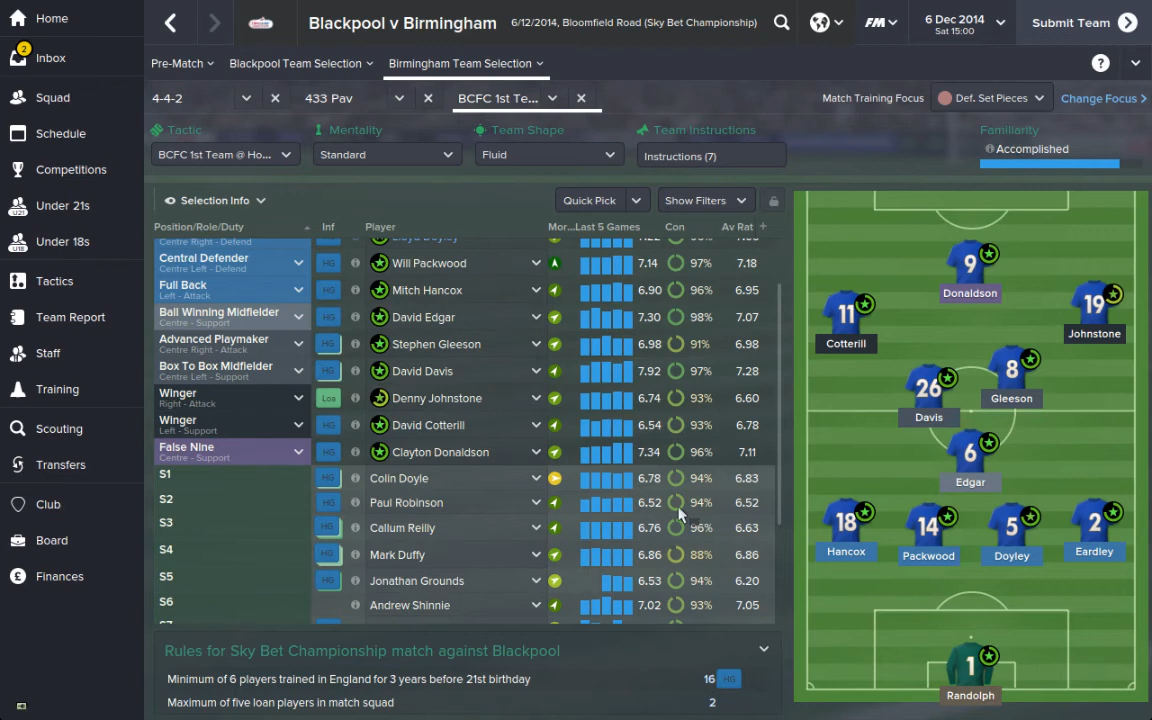 Home
2
Inbox
Squad
Schedule
Competitions
U21
Under 21s
U18
Under 18s
Tactics
Team Report
Staff
Training
Scouting
Transfers
Club
Board
Finances
Blackpool v Birmingham
6/12/2014, Bloomfield Road (Sky Bet Championship)
FM
6 Dec 2014
Sat 15:00
Submit Team
Pre-Match
Blackpool Team Selection
Birmingham Team Selection
?
4-4-2
433 Pav
BCFC 1st Te...
Match Training Focus
Def. Set Pieces
Change Focus
Tactic
Mentality
Team Shape
Team Instructions
Familiarity
BCFC 1st Team @ Ho...
Standard
Fluid
Instructions (7)
Accomplished
Selection Info
Quick Pick
Show Filters
Position/Role/Duty Inf Player Mor... Last 5 Games Con Av Rat +
Centre Right - Defend
Central Defender
Centre Left - Defend
HG Will Packwood 7.14 97% 7.18
Full Back
Left - Attack
HG Mitch Hancox 6.90 96% 6.95
Ball Winning Midfielder
Centre - Support
HG David Edgar 7.30 98% 7.07
Advanced Playmaker
Centre Right - Attack
HG Stephen Gleeson 6.98 91% 6.98
Box To Box Midfielder
Centre Left - Support
HG David Davis 7.92 97% 7.28
Winger
Right - Attack
Loa Denny Johnstone 6.74 93% 6.60
Winger
Left - Support
HG David Cotterill 6.54 93% 6.78
False Nine
Centre - Support
HG Clayton Donaldson 7.34 96% 7.11
S1 HG Colin Doyle 6.78 94% 6.83
S2 HG Paul Robinson 6.52 94% 6.52
S3 HG Callum Reilly 6.76 96% 6.63
S4 HG Mark Duffy 6.86 88% 6.86
S5 HG Jonathan Grounds 6.53 94% 6.20
S6 Andrew Shinnie 7.02 93% 7.05
Rules for Sky Bet Championship match against Blackpool
Minimum of 6 players trained in England for 3 years before 21st birthday 16 HG
Maximum of five loan players in match squad 2
9
Donaldson
11
Cotterill
19
Johnstone
8
Gleeson
26
Davis
6
Edgar
18
Hancox
14
Packwood
5
Doyley
2
Eardley
1
Randolph